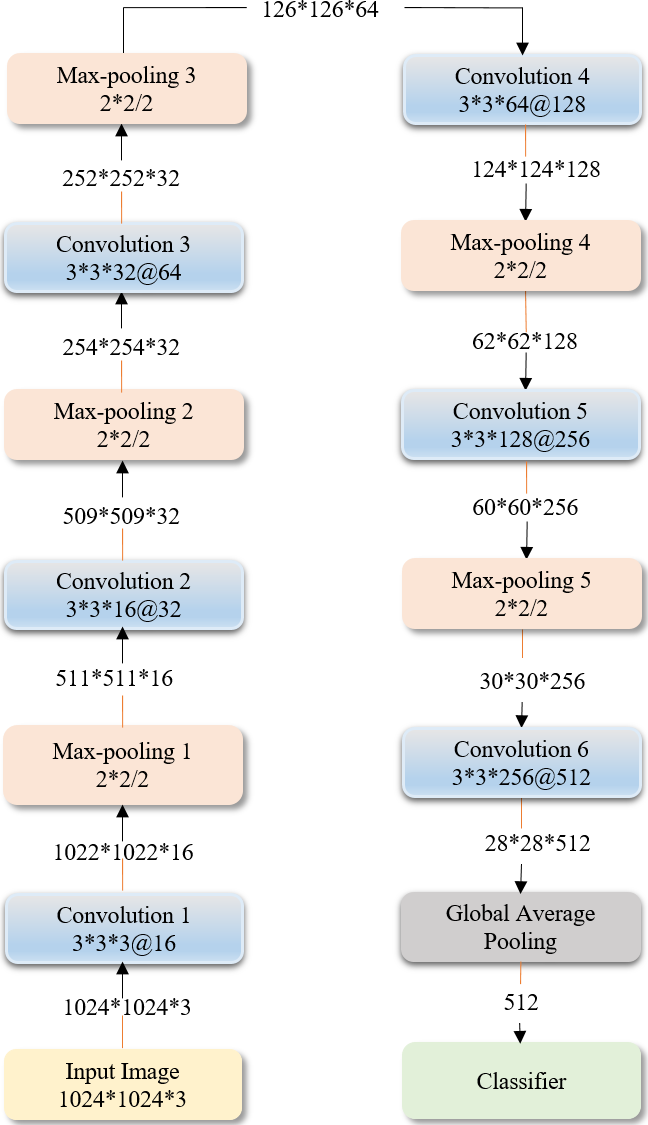 Input Image
1024*1024*3
1024*1024*3
Convolution 1
3*3*3@16
1022*1022*16
Max-pooling 1
2*2/2
511*511*16
Convolution 2
3*3*16@32
509*509*32
Max-pooling 2
2*2/2
254*254*32
Convolution 3
3*3*32@64
252*252*32
Max-pooling 3
2*2/2
126*126*64
Convolution 4
3*3*64@128
124*124*128
Max-pooling 4
2*2/2
62*62*128
Convolution 5
3*3*128@256
60*60*256
Max-pooling 5
2*2/2
30*30*256
Convolution 6
3*3*256@512
28*28*512
Global Average
Pooling
512
Classifier